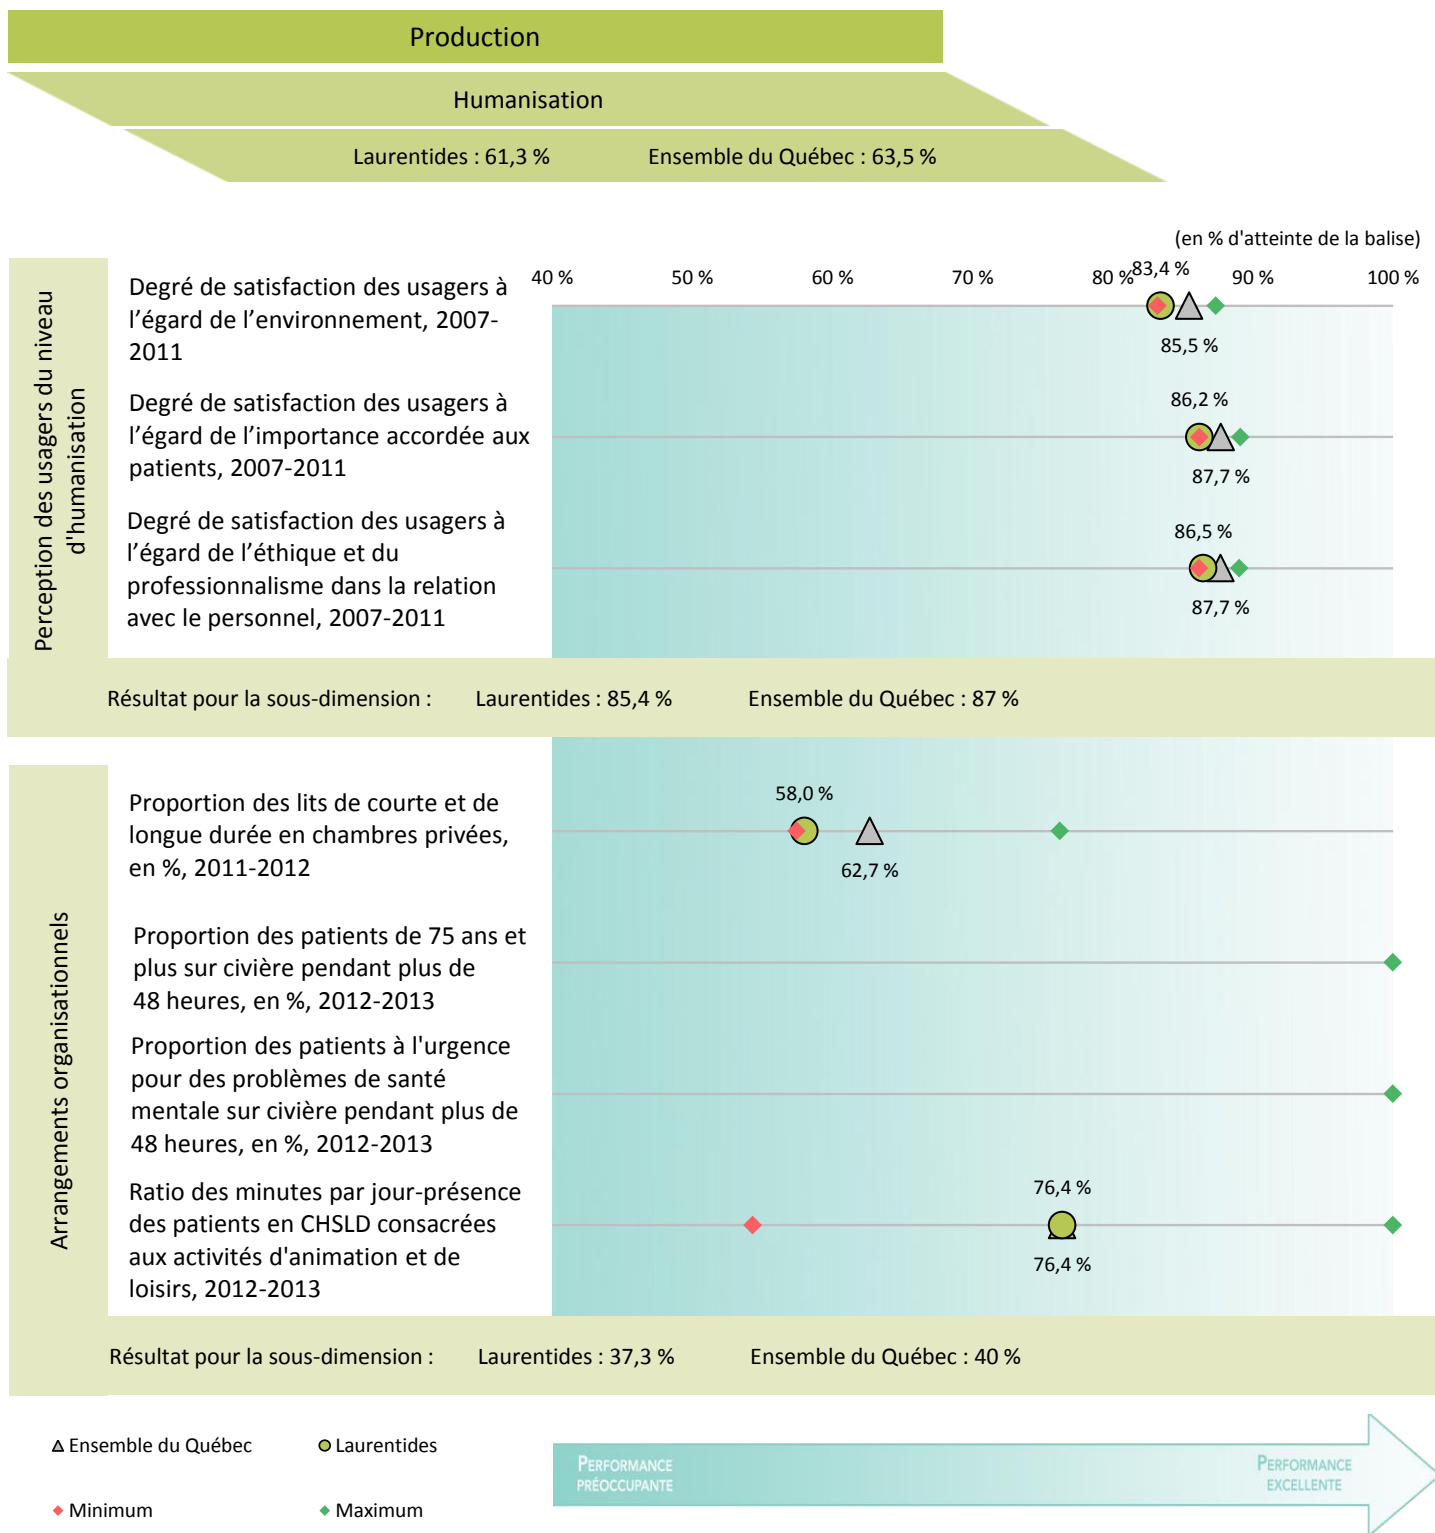 Production
Humanisation
Laurentides : 61,3 % Ensemble du Québec : 63,5 %
(en % d'atteinte de la balise)
40 % 50 % 60 % 70 % 80 % 90 % 100 %
Perception des usagers du niveau
d'humanisation
Degré de satisfaction des usagers à
l'égard de l'environnement, 2007-
2011
83,4 %
85,5 %
Degré de satisfaction des usagers à
l'égard de l'importance accordée aux
patients, 2007-2011
86,2 %
87,7 %
Degré de satisfaction des usagers à
l'égard de l'éthique et du
professionnalisme dans la relation
avec le personnel, 2007-2011
86,5 %
87,7 %
Résultat pour la sous-dimension : Laurentides : 85,4 % Ensemble du Québec : 87 %
Arrangements organisationnels
Proportion des lits de courte et de
longue durée en chambres privées,
en %, 2011-2012
58,0 %
62,7 %
Proportion des patients de 75 ans et
plus sur civière pendant plus de
48 heures, en %, 2012-2013
Proportion des patients à l'urgence
pour des problèmes de santé
mentale sur civière pendant plus de
48 heures, en %, 2012-2013
Ratio des minutes par jour-présence
des patients en CHSLD consacrées
aux activités d'animation et de
loisirs, 2012-2013
76,4 %
76,4 %
Résultat pour la sous-dimension : Laurentides : 37,3 % Ensemble du Québec : 40 %
Ensemble du Québec Laurentides
Minimum Maximum
PERFORMANCE
PRÉOCCUPANTE
PERFORMANCE
EXCELLENTE